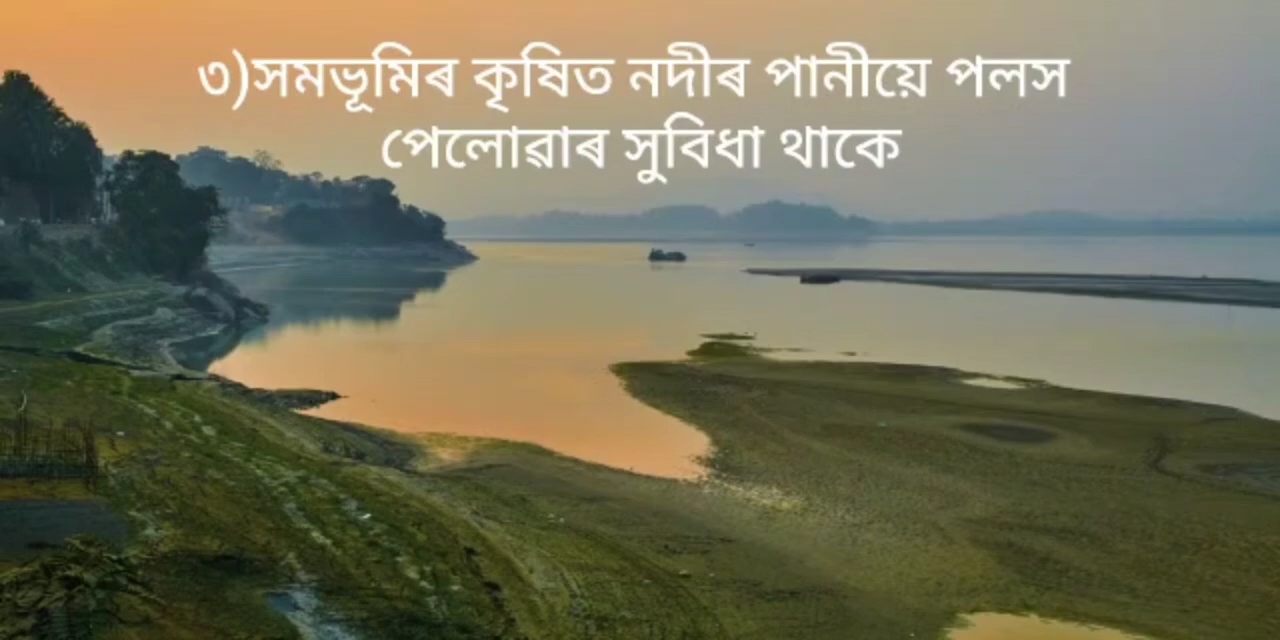 ৩)সমভূমিৰ কৃষিত নদীৰ পানীয়ে পলস
পেলোৱাৰ সুবিধা থাকে